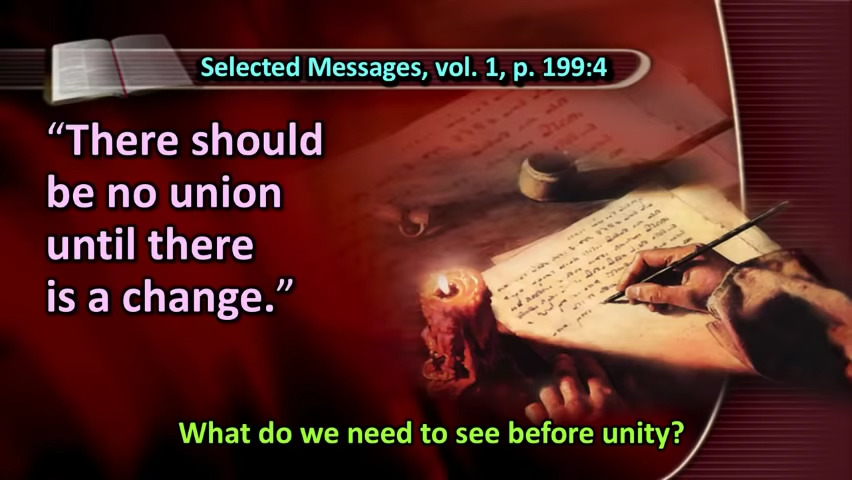 Selected Messages, vol. 1, p. 199:4
“There should
be no union
until there
is a change.”
What do we need to see before unity?